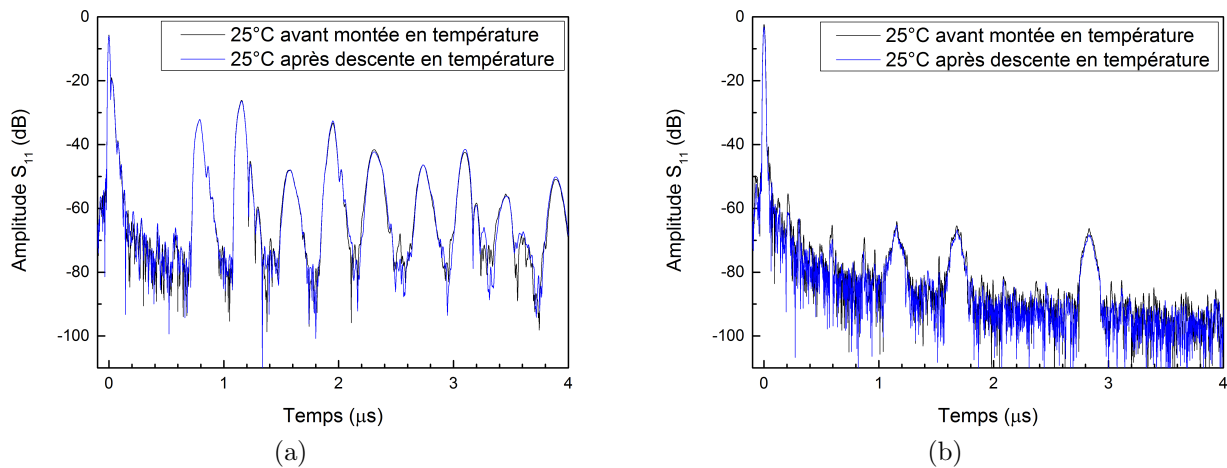 25°C avant montée en température
25°C après descente en température
Amplitude S11 (dB)
0
-20
-40
-60
-80
-100
0
1
2
3
4
Temps (μs)
(a)
25°C avant montée en température
25°C après descente en température
Amplitude S11 (dB)
0
-20
-40
-60
-80
-100
0
1
2
3
4
Temps (μs)
(b)